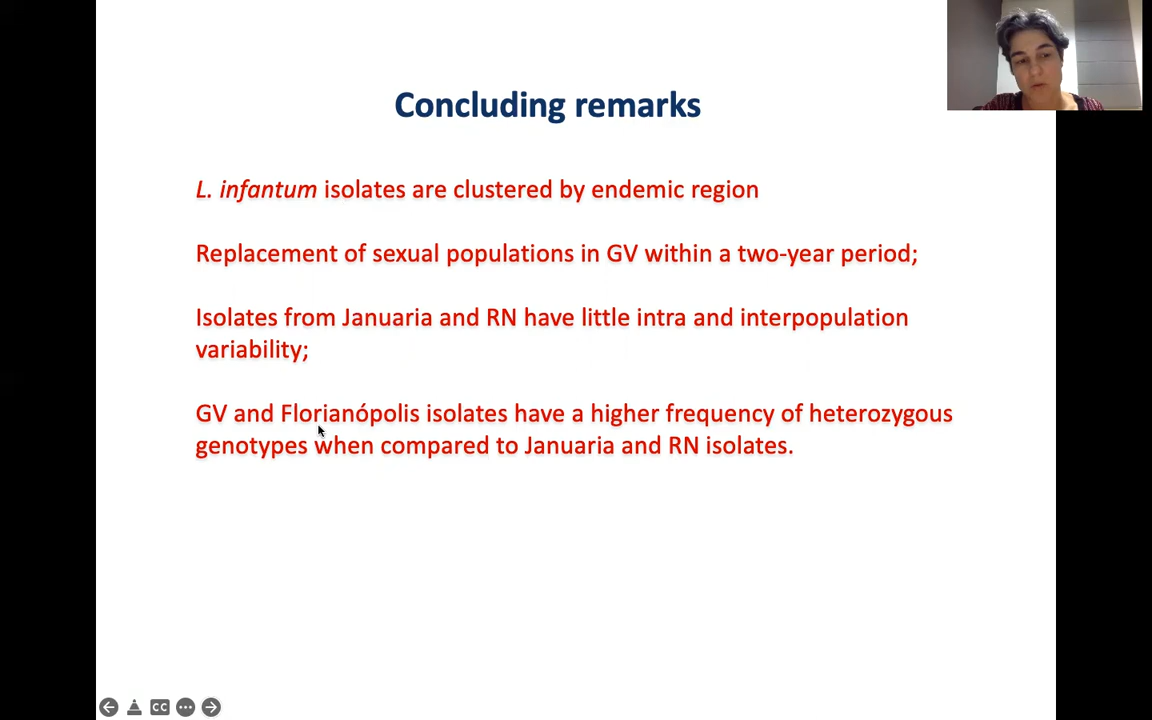 Concluding remarks
L. infantum isolates are clustered by endemic region
Replacement of sexual populations in GV within a two-year period;
Isolates from Januaria and RN have little intra and interpopulation
variability;
GV and Florianópolis isolates have a higher frequency of heterozygous
genotypes when compared to Januaria and RN isolates.
CC